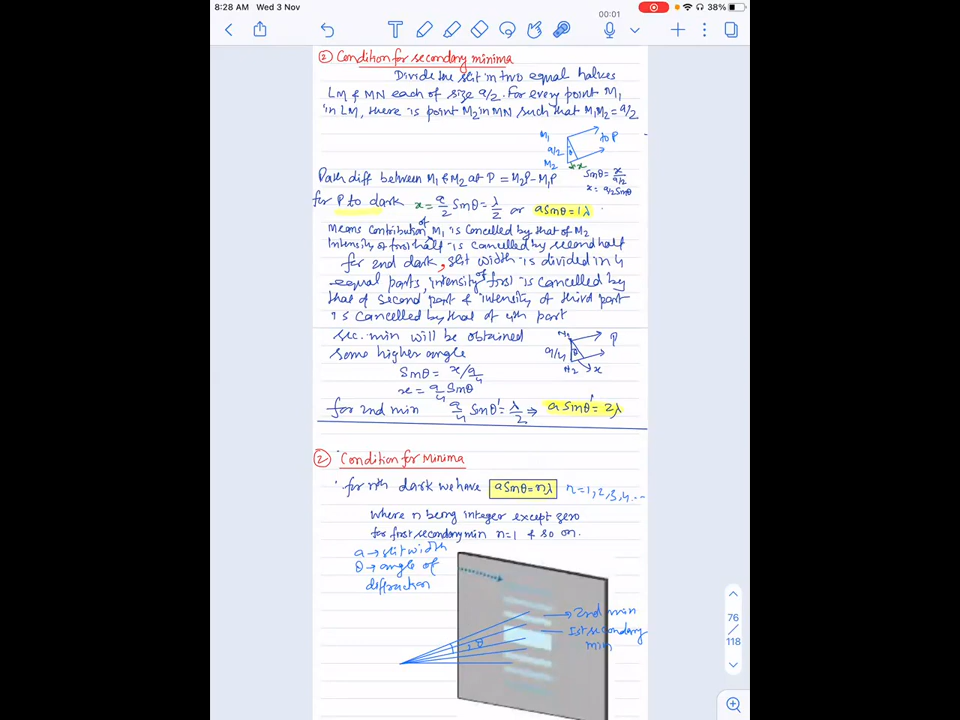 8:28 AM Wed 3 Nov
00:01
38%
② Condition for secondary minima
Divide the slit in two equal halves
LM & MN each of size a/2. For every point M1
in LM, there is point M2 in MN such that M1M2 = a/2
M1
to P
a/2
θ
M2
x
Sinθ = x/a/2
x = a/2 Sinθ
Path diff between M1 & M2 at P = M2P - M1P
for P to dark x = a/2 Sinθ = λ/2 or a Sinθ = 1λ
Means contribution of M1 is cancelled by that of M2
Intensity of first half is cancelled by second half
for 2nd dark, slit width is divided in 4
equal parts, intensity of first is cancelled by
that of second part & intensity of third part
is cancelled by that of 4th part
sec. min will be obtained
some higher angle
P
a/4
θ
x
Sinθ = x/a/4
x = a/4 Sinθ
for 2nd min a/4 Sinθ' = λ/2 ⇒ a Sinθ' = 2λ
② Condition for Minima
for nth dark we have a Sinθ = nλ n = 1, 2, 3, 4. ...
where n being integer except zero
for first secondary min n=1 & so on.
a → slit width
θ → angle of
diffraction
→ 2nd min
→ 1st secondary
min
θ
76
118